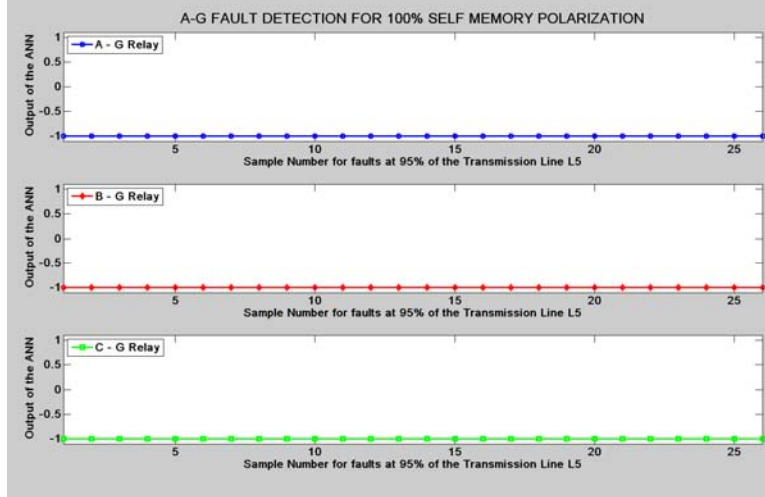 A-G FAULT DETECTION FOR 100% SELF MEMORY POLARIZATION
Output of the ANN
1
0.5
0
-0.5
-1
A - G Relay
5 10 15 20 25
Sample Number for faults at 95% of the Transmission Line L5
Output of the ANN
1
0.5
0
-0.5
-1
B - G Relay
5 10 15 20 25
Sample Number for faults at 95% of the Transmission Line L5
Output of the ANN
1
0.5
0
-0.5
-1
C - G Relay
5 10 15 20 25
Sample Number for faults at 95% of the Transmission Line L5